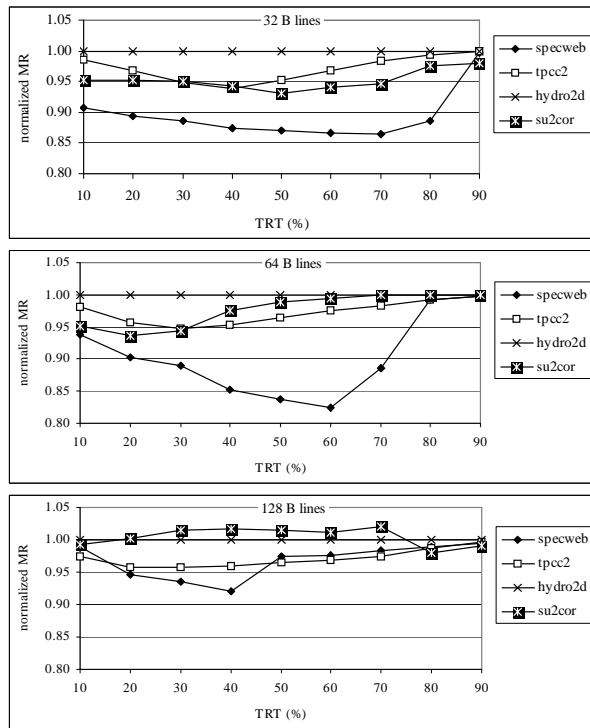 32 B lines
normalized MR
1.05
1.00
0.95
0.90
0.85
0.80
10 20 30 40 50 60 70 80 90
TRT (%)
specweb
tpcc2
hydro2d
su2cor
64 B lines
normalized MR
1.05
1.00
0.95
0.90
0.85
0.80
10 20 30 40 50 60 70 80 90
TRT (%)
specweb
tpcc2
hydro2d
su2cor
128 B lines
normalized MR
1.05
1.00
0.95
0.90
0.85
0.80
10 20 30 40 50 60 70 80 90
TRT (%)
specweb
tpcc2
hydro2d
su2cor